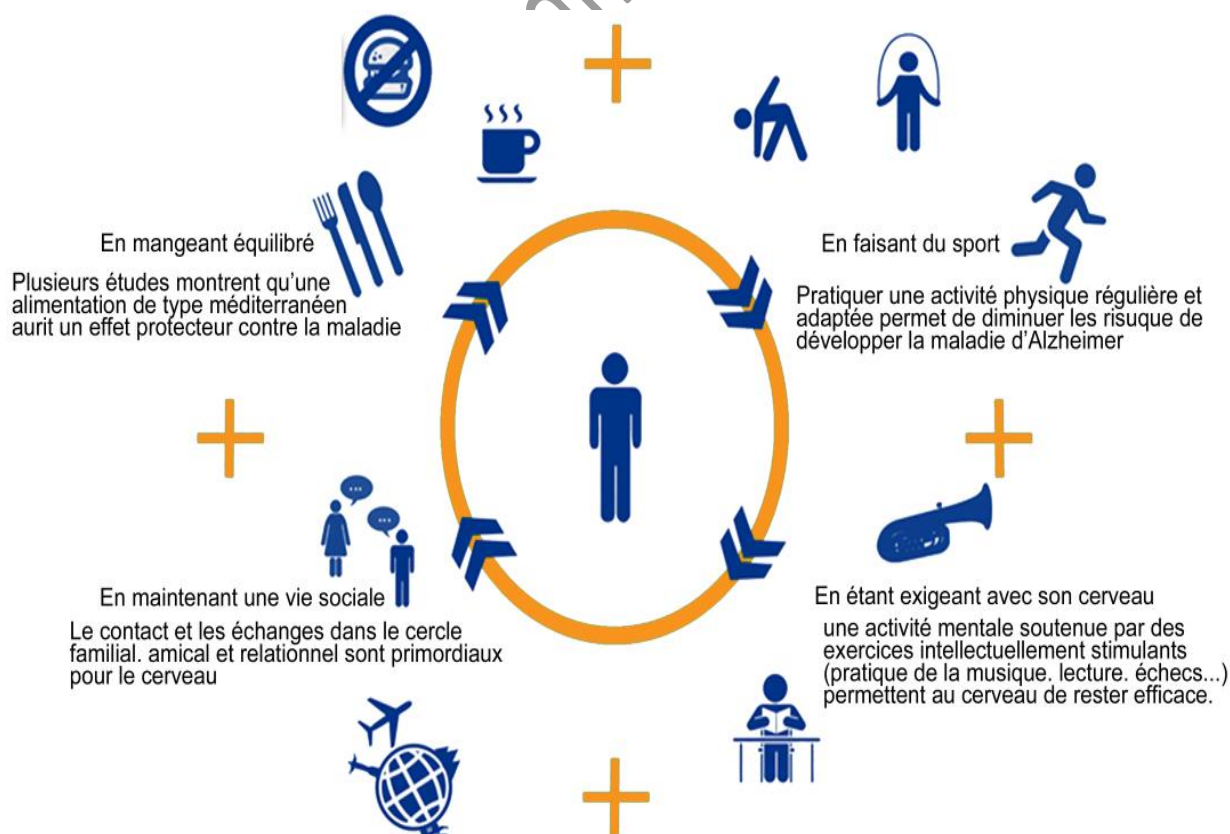 En mangeant équilibré
Plusieurs études montrent qu'une
alimentation de type méditerranéen
aurit un effet protecteur contre la maladie
En faisant du sport
Pratiquer une activité physique régulière et
adaptée permet de diminuer les risuque de
développer la maladie d'Alzheimer
En maintenant une vie sociale
Le contact et les échanges dans le cercle
familial. amical et relationnel sont primordiaux
pour le cerveau
En étant exigeant avec son cerveau
une activité mentale soutenue par des
exercices intellectuellement stimulants
(pratique de la musique. lecture. échecs...)
permettent au cerveau de rester efficace.